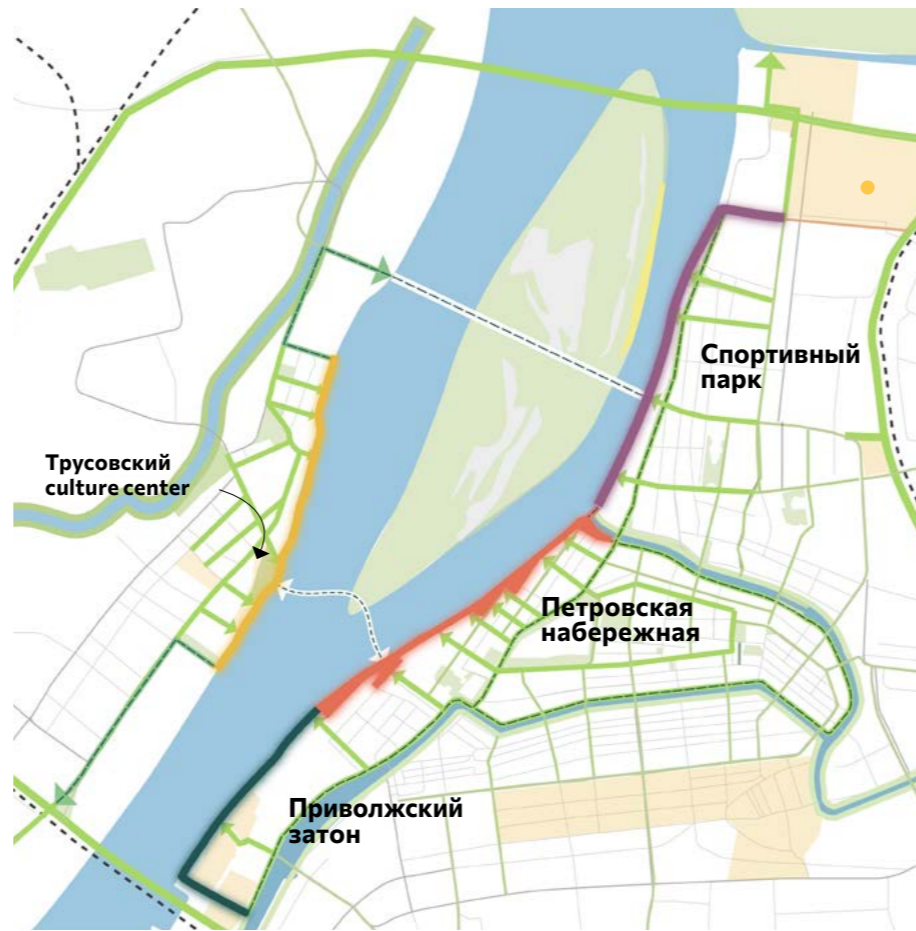 Спортивный
парк
Трусовский
culture center
Петровская
набережная
Приволжский
затон